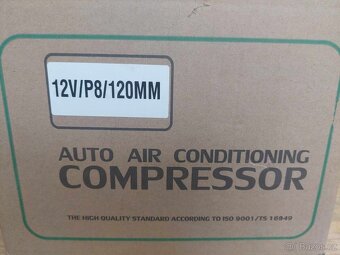 12V/P8/120MM
AUTO AIR CONDITIONING
COMPRESSOR
THE HIGH QUALITY STANDARD ACCORDING TO ISO 9001/TS 16949